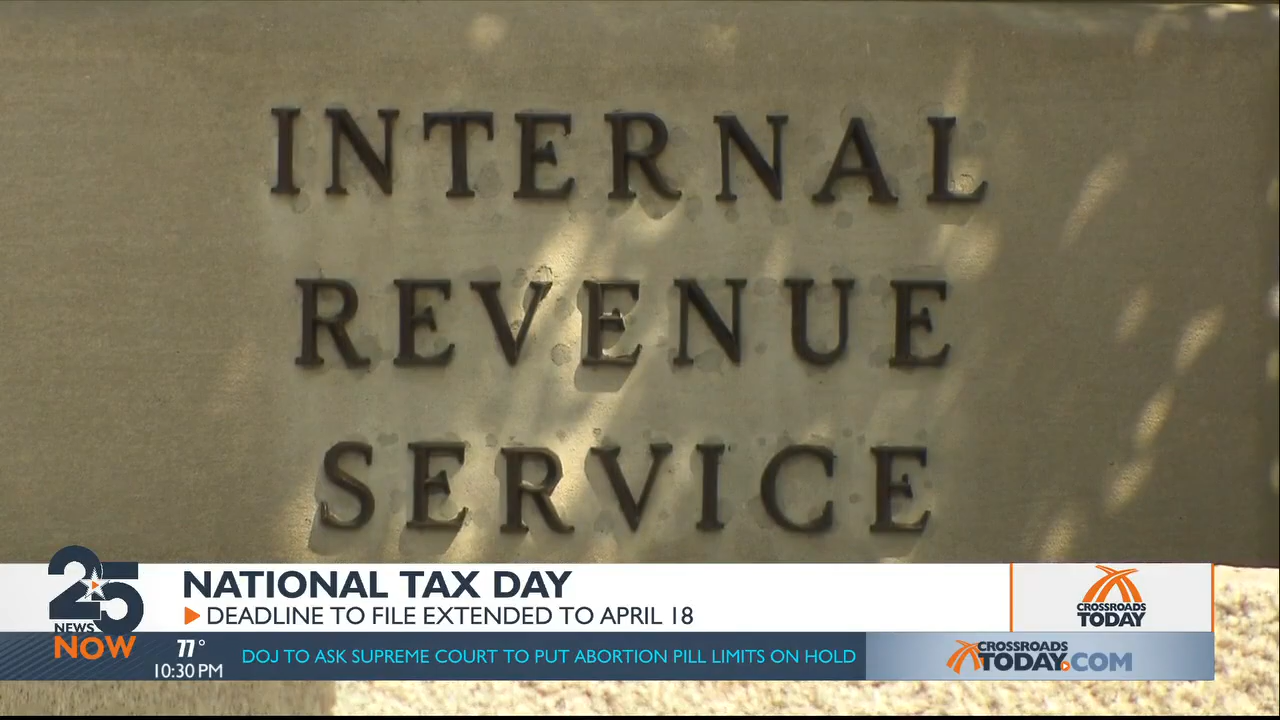 INTERNAL
REVENUE
SERVICE
25
NEWS
NOW
NATIONAL TAX DAY
DEADLINE TO FILE EXTENDED TO APRIL 18
CROSSROADS
TODAY
77°
10:30 PM
DOJ TO ASK SUPREME COURT TO PUT ABORTION PILL LIMITS ON HOLD
CROSSROADS
TODAY.COM